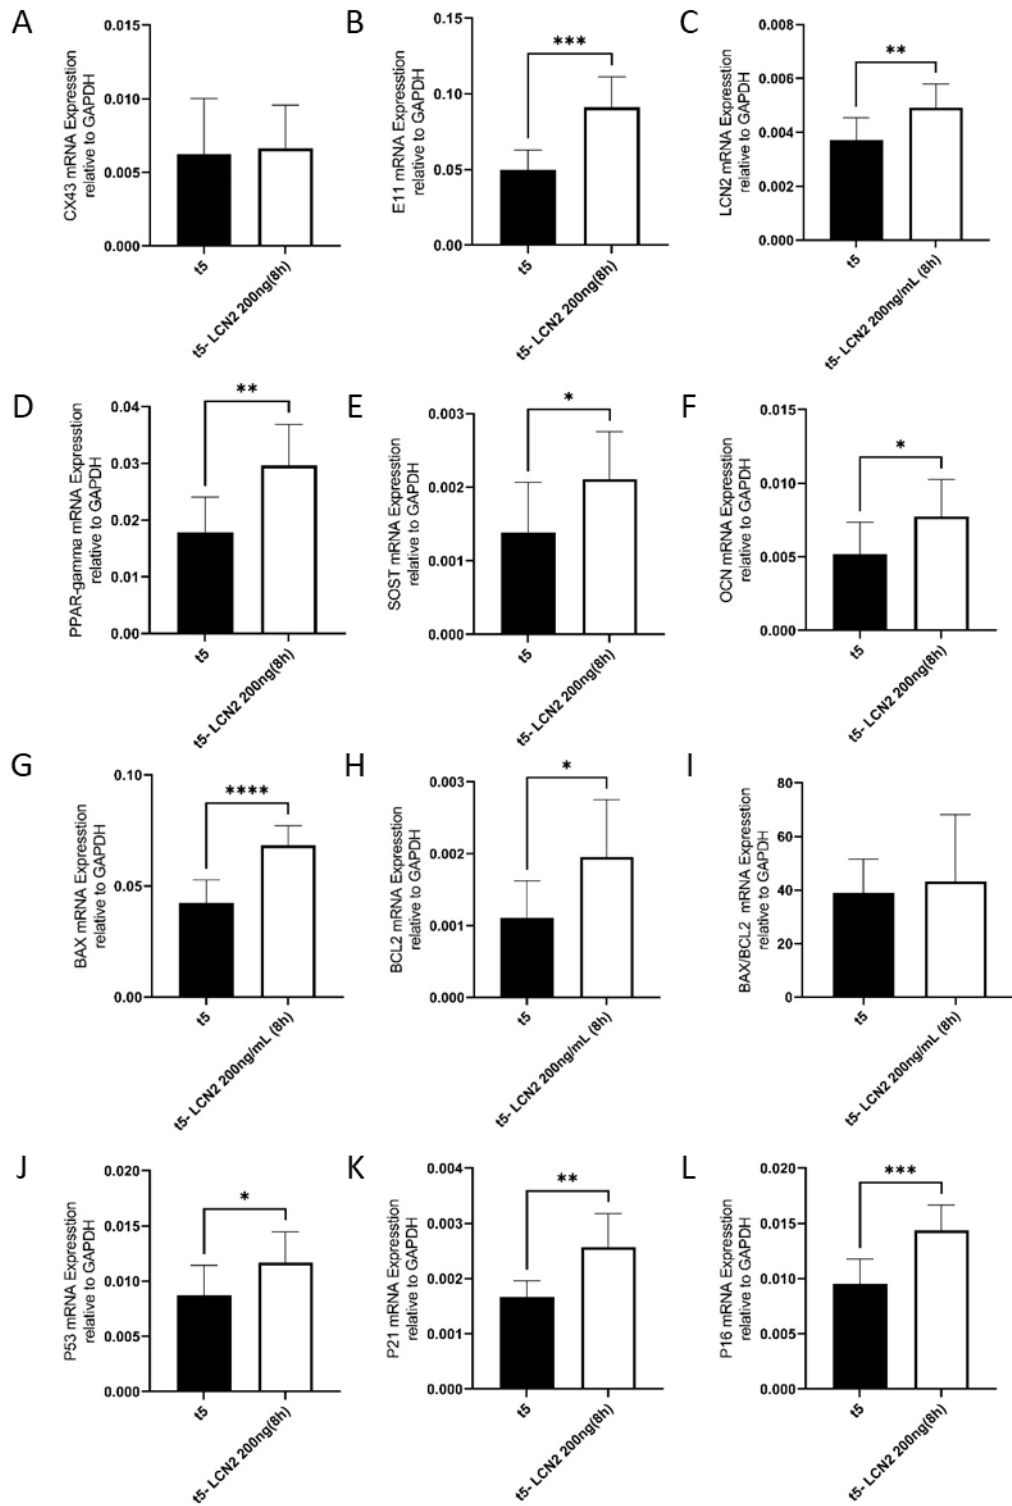 A
CX43 mRNA Expresstion
relative to GAPDH
0.015
0.010
0.005
0.000
t5
t5- LCN2 200ng(8h)
B
E11 mRNA Expresstion
relative to GAPDH
0.15
0.10
0.05
0.00
***
t5
t5- LCN2 200ng(8h)
C
LCN2 mRNA Expresstion
relative to GAPDH
0.008
0.006
0.004
0.002
0.000
**
t5
t5- LCN2 200ng/mL (8h)
D
PPAR-gamma mRNA Expresstion
relative to GAPDH
0.04
0.03
0.02
0.01
0.00
**
t5
t5- LCN2 200ng(8h)
E
SOST mRNA Expresstion
relative to GAPDH
0.003
0.002
0.001
0.000
*
t5
t5- LCN2 200ng(8h)
F
OCN mRNA Expresstion
relative to GAPDH
0.015
0.010
0.005
0.000
*
t5
t5- LCN2 200ng(8h)
G
BAX mRNA Expresstion
relative to GAPDH
0.10
0.05
0.00
****
t5
t5- LCN2 200ng/mL (8h)
H
BCL2 mRNA Expresstion
relative to GAPDH
0.003
0.002
0.001
0.000
*
t5
t5- LCN2 200ng/mL (8h)
I
BAX/BCL2 mRNA Expresstion
relative to GAPDH
80
60
40
20
0
t5
t5- LCN2 200ng/mL (8h)
J
P53 mRNA Expresstion
relative to GAPDH
0.020
0.015
0.010
0.005
0.000
*
t5
t5- LCN2 200ng(8h)
K
P21 mRNA Expresstion
relative to GAPDH
0.004
0.003
0.002
0.001
0.000
**
t5
t5- LCN2 200ng(8h)
L
P16 mRNA Expresstion
relative to GAPDH
0.020
0.015
0.010
0.005
0.000
***
t5
t5- LCN2 200ng(8h)